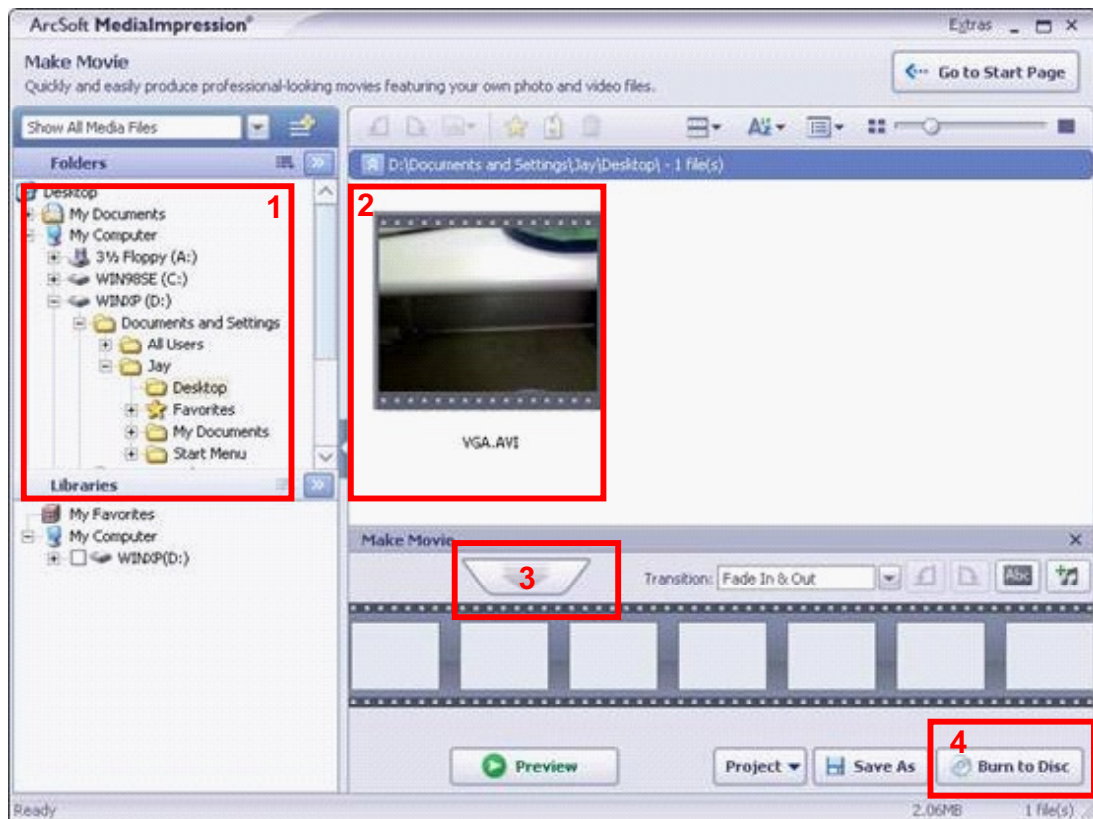 ArcSoft MediaImpression®
Extras
Make Movie
Quickly and easily produce professional-looking movies featuring your own photo and video files.
Go to Start Page
Show All Media Files
Folders
D:\Documents and Settings\Jay\Desktop\ - 1 file(s)
Desktop
1
My Documents
My Computer
3½ Floppy (A:)
WIN98SE (C:)
WINXP (D:)
Documents and Settings
All Users
Jay
Desktop
Favorites
My Documents
Start Menu
2
VGA.AVI
Libraries
My Favorites
My Computer
WINXP(D:)
Make Movie
3
Transition: Fade In & Out
Abc
Preview
Project
Save As
4
Burn to Disc
Ready
2.06MB
1 file(s)